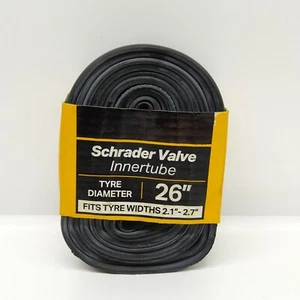 Schrader Valve
Innertube
TYRE
DIAMETER
26"
FITS TYRE WIDTHS 2.1"- 2.7"